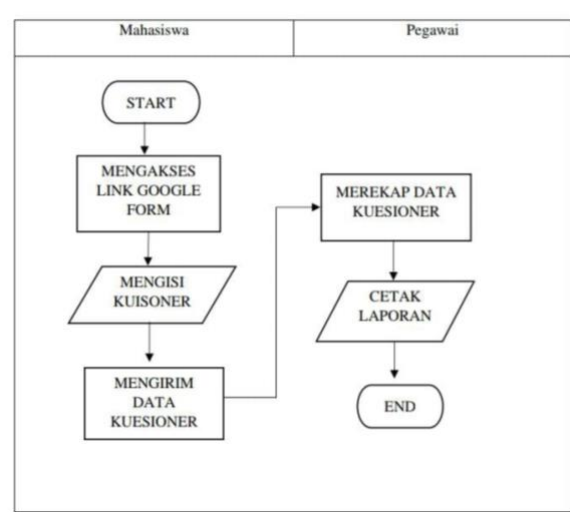 Mahasiswa
Pegawai
START
MENGAKSES
LINK GOOGLE
FORM
MENGISI
KUISONER
MENGIRIM
DATA
KUESIONER
MEREKAP DATA
KUESIONER
CETAK
LAPORAN
END